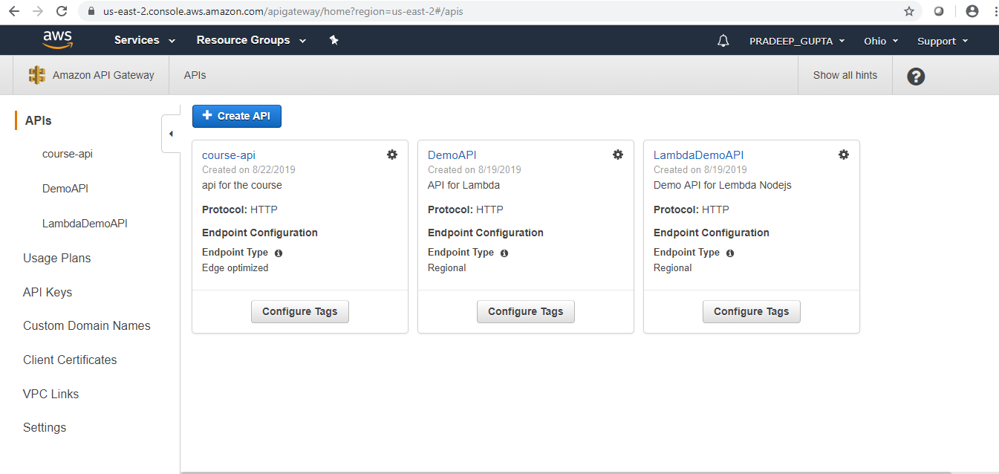 us-east-2.console.aws.amazon.com/apigateway/home?region=us-east-2#/apis
aws Services Resource Groups PRADEEP_GUPTA Ohio Support
Amazon API Gateway APIs Show all hints ?
APIs
course-api
DemoAPI
LambdaDemoAPI
Usage Plans
API Keys
Custom Domain Names
Client Certificates
VPC Links
Settings
+ Create API
course-api
Created on 8/22/2019
api for the course
Protocol: HTTP
Endpoint Configuration
Endpoint Type i
Edge optimized
Configure Tags
DemoAPI
Created on 8/19/2019
API for Lambda
Protocol: HTTP
Endpoint Configuration
Endpoint Type i
Regional
Configure Tags
LambdaDemoAPI
Created on 8/19/2019
Demo API for Lembda Nodejs
Protocol: HTTP
Endpoint Configuration
Endpoint Type i
Regional
Configure Tags